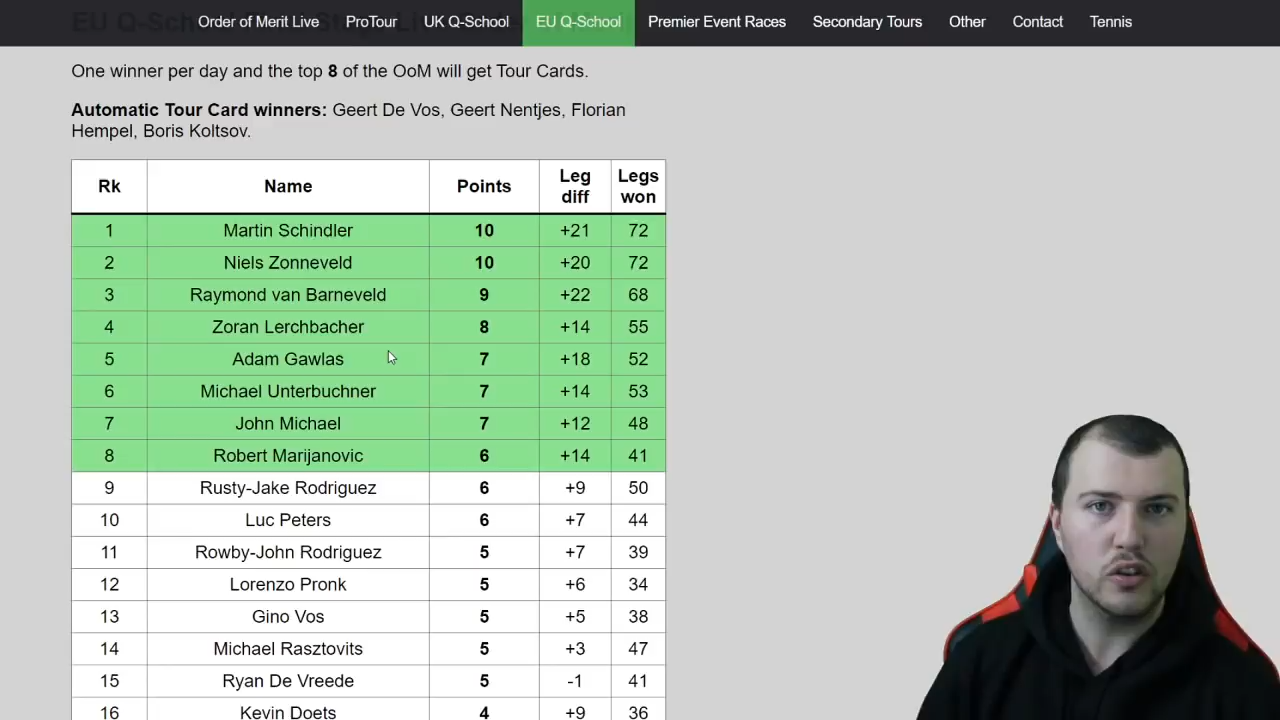 Order of Merit Live ProTour UK Q-School EU Q-School Premier Event Races Secondary Tours Other Contact Tennis
One winner per day and the top 8 of the OoM will get Tour Cards.
Automatic Tour Card winners: Geert De Vos, Geert Nentjes, Florian
Hempel, Boris Koltsov.
Rk Name Points Leg diff Legs won
1 Martin Schindler 10 +21 72
2 Niels Zonneveld 10 +20 72
3 Raymond van Barneveld 9 +22 68
4 Zoran Lerchbacher 8 +14 55
5 Adam Gawlas 7 +18 52
6 Michael Unterbuchner 7 +14 53
7 John Michael 7 +12 48
8 Robert Marijanovic 6 +14 41
9 Rusty-Jake Rodriguez 6 +9 50
10 Luc Peters 6 +7 44
11 Rowby-John Rodriguez 5 +7 39
12 Lorenzo Pronk 5 +6 34
13 Gino Vos 5 +5 38
14 Michael Rasztovits 5 +3 47
15 Ryan De Vreede 5 -1 41
16 Kevin Doets 4 +9 36